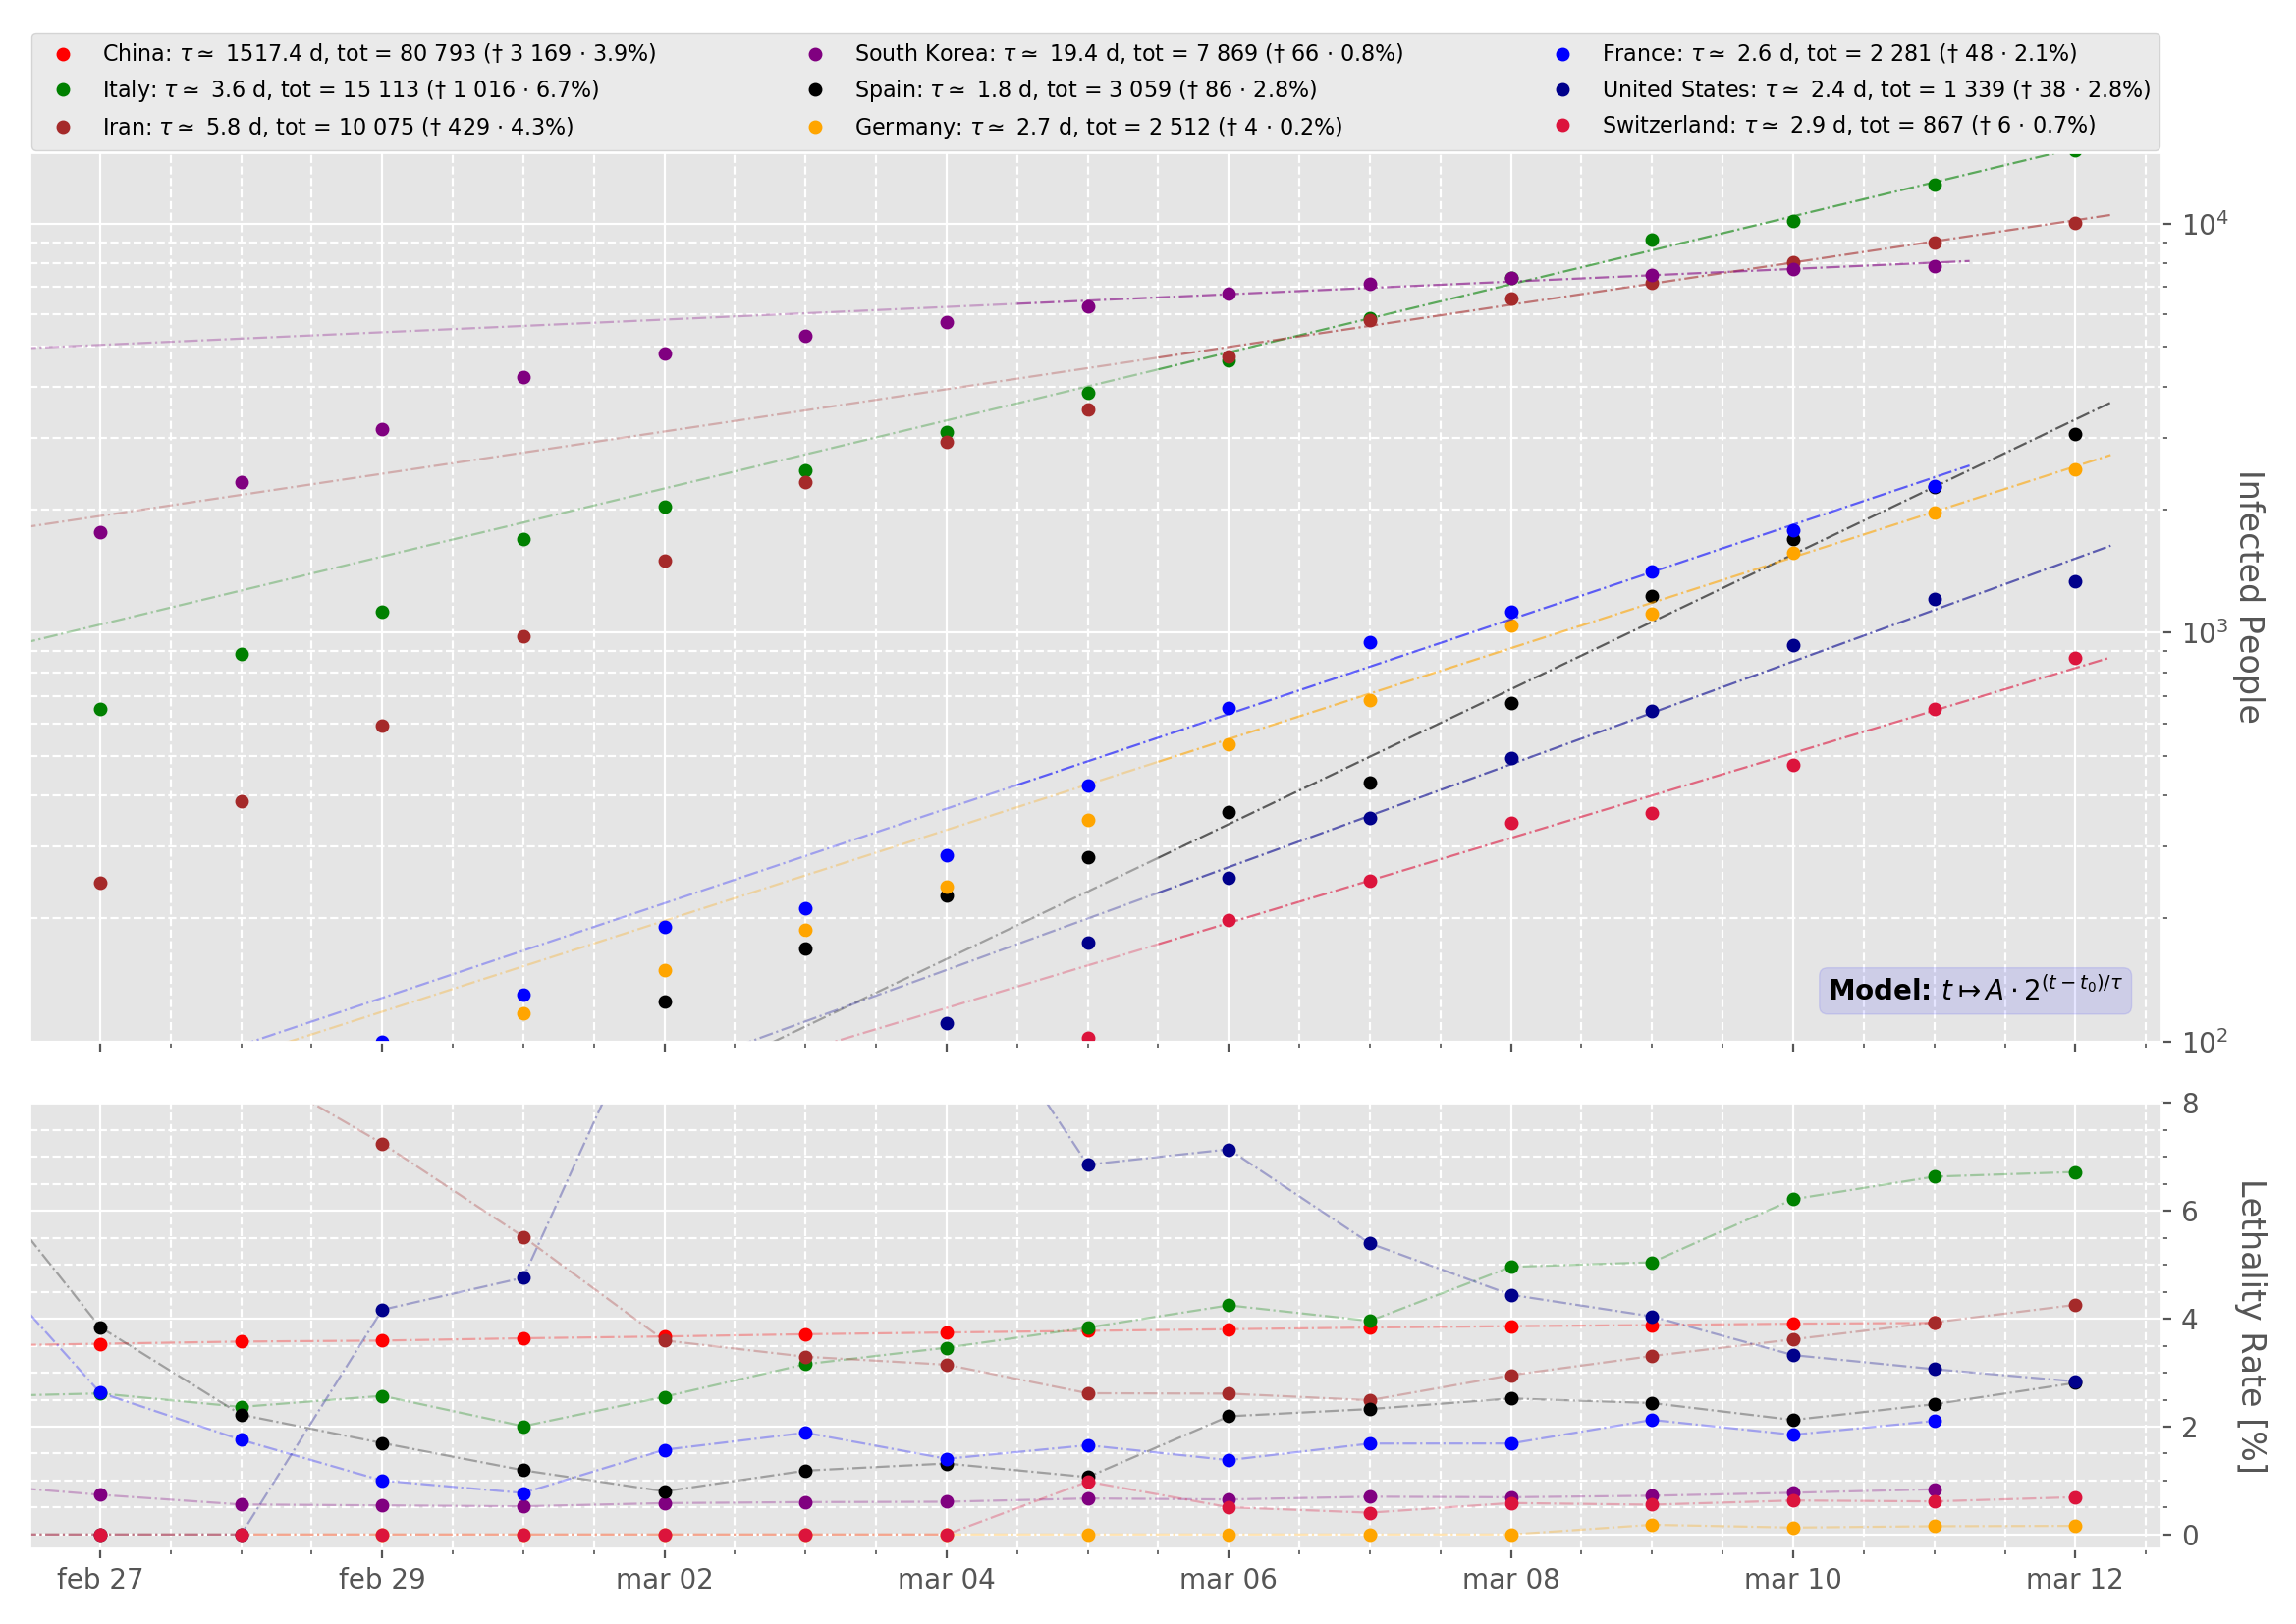 China: τ ≃ 1517.4 d, tot = 80 793 († 3 169 · 3.9%)
Italy: τ ≃ 3.6 d, tot = 15 113 († 1 016 · 6.7%)
Iran: τ ≃ 5.8 d, tot = 10 075 († 429 · 4.3%)
South Korea: τ ≃ 19.4 d, tot = 7 869 († 66 · 0.8%)
Spain: τ ≃ 1.8 d, tot = 3 059 († 86 · 2.8%)
Germany: τ ≃ 2.7 d, tot = 2 512 († 4 · 0.2%)
France: τ ≃ 2.6 d, tot = 2 281 († 48 · 2.1%)
United States: τ ≃ 2.4 d, tot = 1 339 († 38 · 2.8%)
Switzerland: τ ≃ 2.9 d, tot = 867 († 6 · 0.7%)
10⁴
10³
10²
Infected People
Model: t ↦ A · 2^{(t − t₀)/τ}
8
6
4
2
0
Lethality Rate [%]
feb 27
feb 29
mar 02
mar 04
mar 06
mar 08
mar 10
mar 12